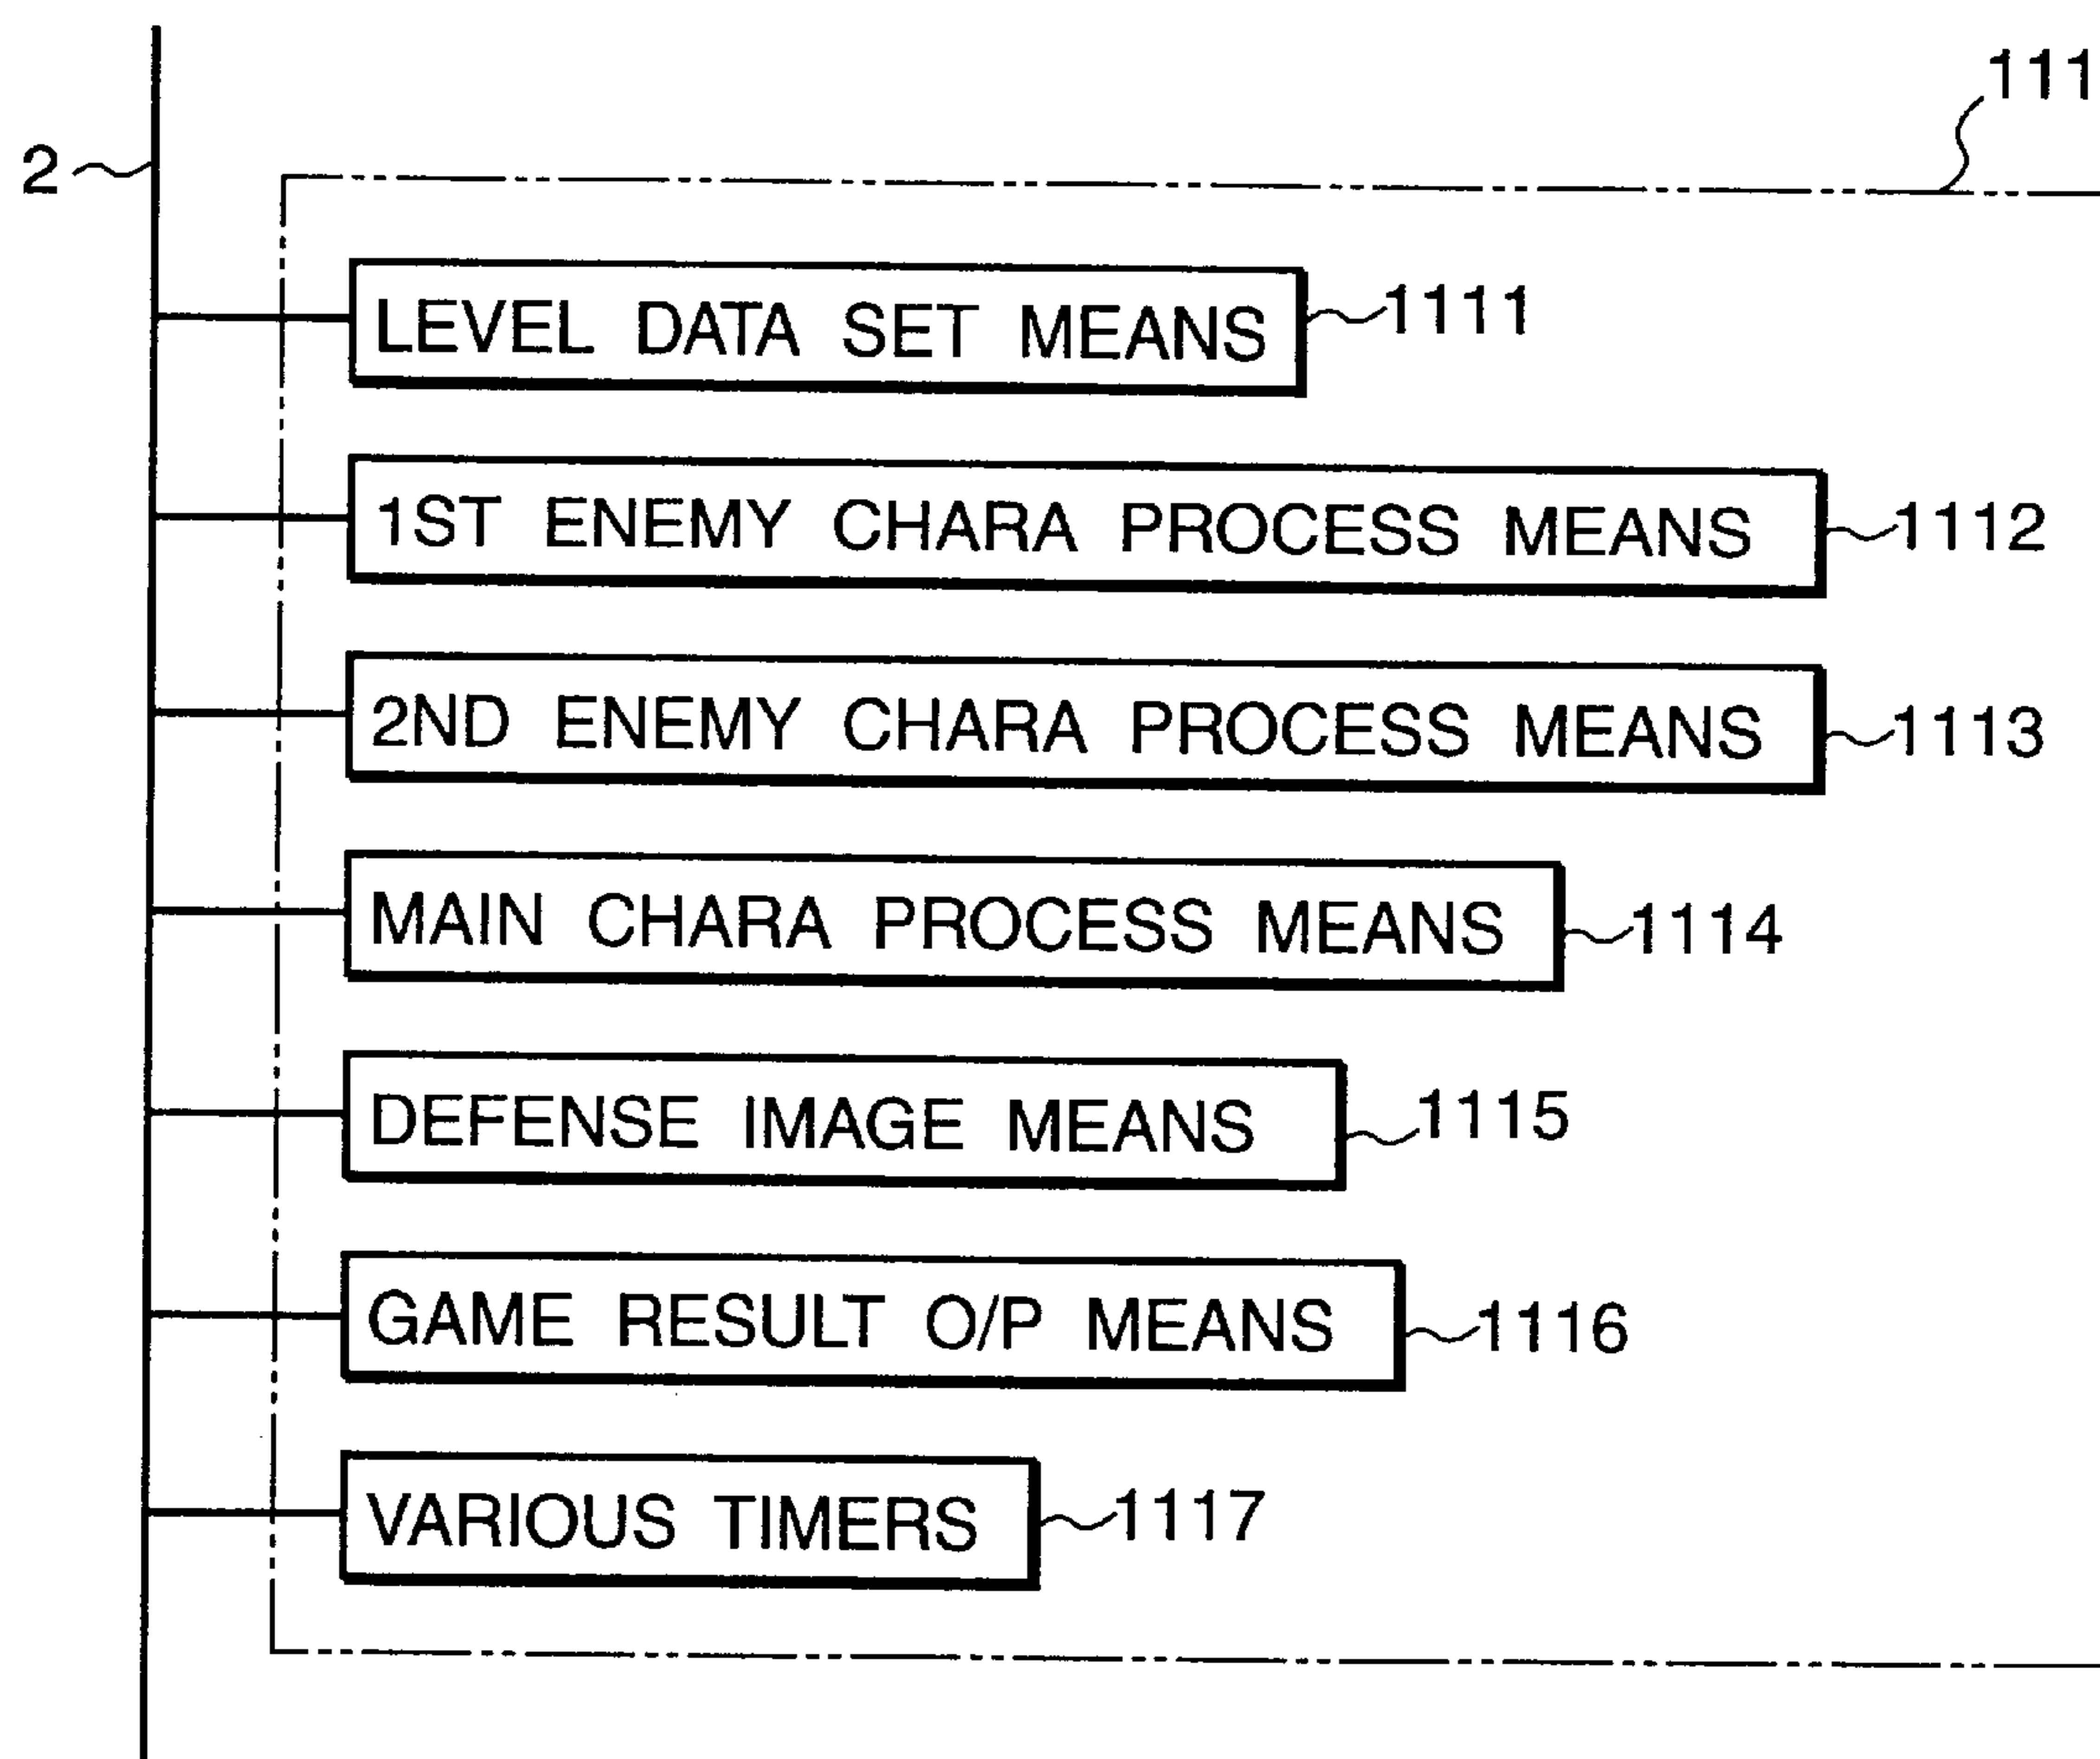 111
2
LEVEL DATA SET MEANS 1111
1ST ENEMY CHARA PROCESS MEANS 1112
2ND ENEMY CHARA PROCESS MEANS 1113
MAIN CHARA PROCESS MEANS 1114
DEFENSE IMAGE MEANS 1115
GAME RESULT O/P MEANS 1116
VARIOUS TIMERS 1117